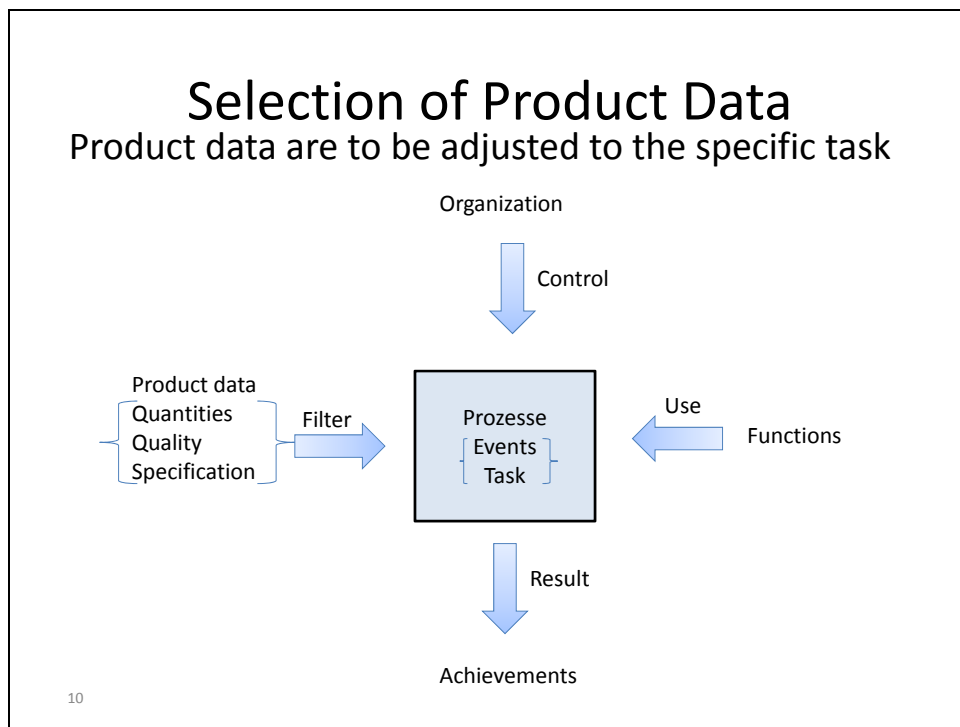 Selection of Product Data
Product data are to be adjusted to the specific task
Organization
Control
Product data
Quantities
Quality
Specification
Filter
Prozesse
Events
Task
Use
Functions
Result
Achievements
10